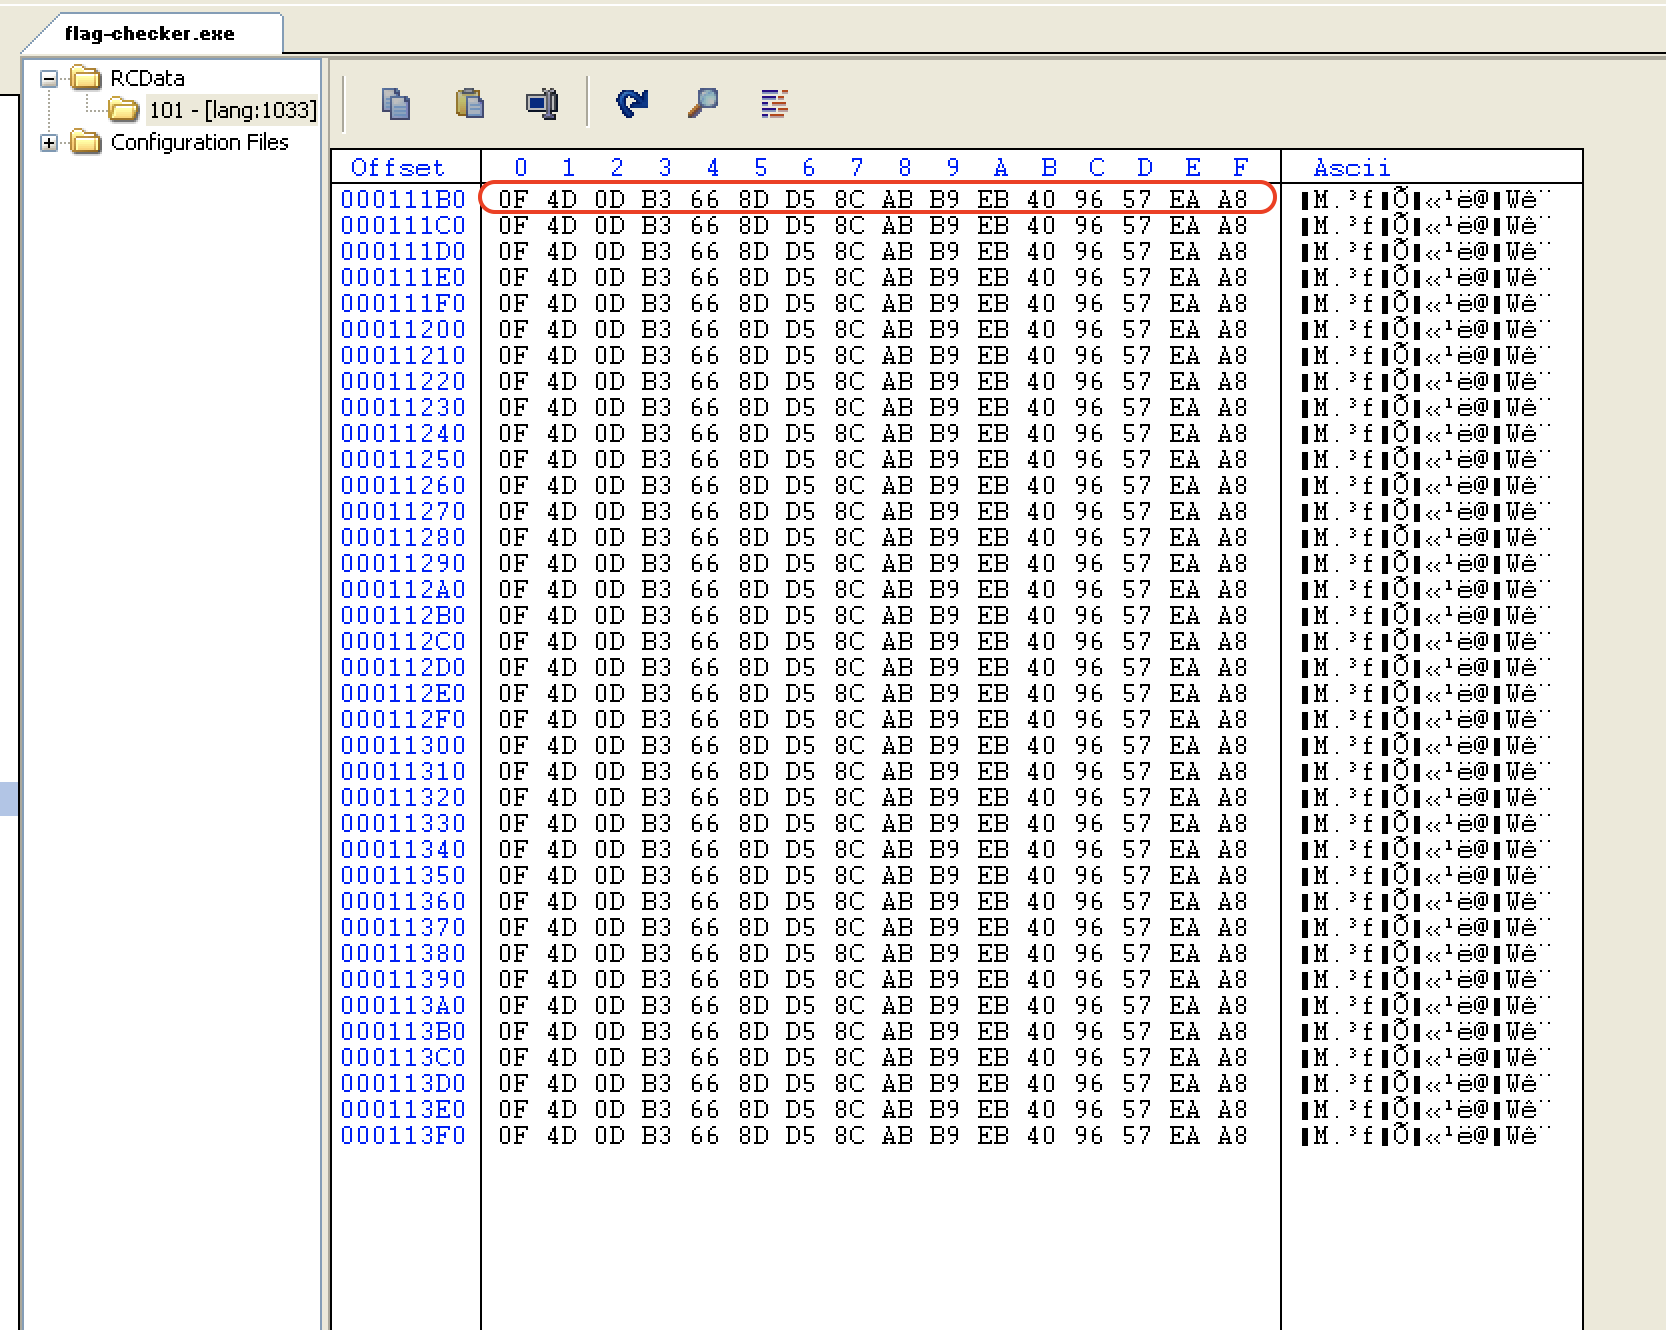 flag-checker.exe
RCData
101 - [lang:1033]
Configuration Files
Offset 0 1 2 3 4 5 6 7 8 9 A B C D E F Ascii
000111B0 0F 4D 0D B3 66 8D D5 8C AB B9 EB 40 96 57 EA A8 ▮M.³f▮Õ▮«¹ë@▮Wê¨
000111C0 0F 4D 0D B3 66 8D D5 8C AB B9 EB 40 96 57 EA A8 ▮M.³f▮Õ▮«¹ë@▮Wê¨
000111D0 0F 4D 0D B3 66 8D D5 8C AB B9 EB 40 96 57 EA A8 ▮M.³f▮Õ▮«¹ë@▮Wê¨
000111E0 0F 4D 0D B3 66 8D D5 8C AB B9 EB 40 96 57 EA A8 ▮M.³f▮Õ▮«¹ë@▮Wê¨
000111F0 0F 4D 0D B3 66 8D D5 8C AB B9 EB 40 96 57 EA A8 ▮M.³f▮Õ▮«¹ë@▮Wê¨
00011200 0F 4D 0D B3 66 8D D5 8C AB B9 EB 40 96 57 EA A8 ▮M.³f▮Õ▮«¹ë@▮Wê¨
00011210 0F 4D 0D B3 66 8D D5 8C AB B9 EB 40 96 57 EA A8 ▮M.³f▮Õ▮«¹ë@▮Wê¨
00011220 0F 4D 0D B3 66 8D D5 8C AB B9 EB 40 96 57 EA A8 ▮M.³f▮Õ▮«¹ë@▮Wê¨
00011230 0F 4D 0D B3 66 8D D5 8C AB B9 EB 40 96 57 EA A8 ▮M.³f▮Õ▮«¹ë@▮Wê¨
00011240 0F 4D 0D B3 66 8D D5 8C AB B9 EB 40 96 57 EA A8 ▮M.³f▮Õ▮«¹ë@▮Wê¨
00011250 0F 4D 0D B3 66 8D D5 8C AB B9 EB 40 96 57 EA A8 ▮M.³f▮Õ▮«¹ë@▮Wê¨
00011260 0F 4D 0D B3 66 8D D5 8C AB B9 EB 40 96 57 EA A8 ▮M.³f▮Õ▮«¹ë@▮Wê¨
00011270 0F 4D 0D B3 66 8D D5 8C AB B9 EB 40 96 57 EA A8 ▮M.³f▮Õ▮«¹ë@▮Wê¨
00011280 0F 4D 0D B3 66 8D D5 8C AB B9 EB 40 96 57 EA A8 ▮M.³f▮Õ▮«¹ë@▮Wê¨
00011290 0F 4D 0D B3 66 8D D5 8C AB B9 EB 40 96 57 EA A8 ▮M.³f▮Õ▮«¹ë@▮Wê¨
000112A0 0F 4D 0D B3 66 8D D5 8C AB B9 EB 40 96 57 EA A8 ▮M.³f▮Õ▮«¹ë@▮Wê¨
000112B0 0F 4D 0D B3 66 8D D5 8C AB B9 EB 40 96 57 EA A8 ▮M.³f▮Õ▮«¹ë@▮Wê¨
000112C0 0F 4D 0D B3 66 8D D5 8C AB B9 EB 40 96 57 EA A8 ▮M.³f▮Õ▮«¹ë@▮Wê¨
000112D0 0F 4D 0D B3 66 8D D5 8C AB B9 EB 40 96 57 EA A8 ▮M.³f▮Õ▮«¹ë@▮Wê¨
000112E0 0F 4D 0D B3 66 8D D5 8C AB B9 EB 40 96 57 EA A8 ▮M.³f▮Õ▮«¹ë@▮Wê¨
000112F0 0F 4D 0D B3 66 8D D5 8C AB B9 EB 40 96 57 EA A8 ▮M.³f▮Õ▮«¹ë@▮Wê¨
00011300 0F 4D 0D B3 66 8D D5 8C AB B9 EB 40 96 57 EA A8 ▮M.³f▮Õ▮«¹ë@▮Wê¨
00011310 0F 4D 0D B3 66 8D D5 8C AB B9 EB 40 96 57 EA A8 ▮M.³f▮Õ▮«¹ë@▮Wê¨
00011320 0F 4D 0D B3 66 8D D5 8C AB B9 EB 40 96 57 EA A8 ▮M.³f▮Õ▮«¹ë@▮Wê¨
00011330 0F 4D 0D B3 66 8D D5 8C AB B9 EB 40 96 57 EA A8 ▮M.³f▮Õ▮«¹ë@▮Wê¨
00011340 0F 4D 0D B3 66 8D D5 8C AB B9 EB 40 96 57 EA A8 ▮M.³f▮Õ▮«¹ë@▮Wê¨
00011350 0F 4D 0D B3 66 8D D5 8C AB B9 EB 40 96 57 EA A8 ▮M.³f▮Õ▮«¹ë@▮Wê¨
00011360 0F 4D 0D B3 66 8D D5 8C AB B9 EB 40 96 57 EA A8 ▮M.³f▮Õ▮«¹ë@▮Wê¨
00011370 0F 4D 0D B3 66 8D D5 8C AB B9 EB 40 96 57 EA A8 ▮M.³f▮Õ▮«¹ë@▮Wê¨
00011380 0F 4D 0D B3 66 8D D5 8C AB B9 EB 40 96 57 EA A8 ▮M.³f▮Õ▮«¹ë@▮Wê¨
00011390 0F 4D 0D B3 66 8D D5 8C AB B9 EB 40 96 57 EA A8 ▮M.³f▮Õ▮«¹ë@▮Wê¨
000113A0 0F 4D 0D B3 66 8D D5 8C AB B9 EB 40 96 57 EA A8 ▮M.³f▮Õ▮«¹ë@▮Wê¨
000113B0 0F 4D 0D B3 66 8D D5 8C AB B9 EB 40 96 57 EA A8 ▮M.³f▮Õ▮«¹ë@▮Wê¨
000113C0 0F 4D 0D B3 66 8D D5 8C AB B9 EB 40 96 57 EA A8 ▮M.³f▮Õ▮«¹ë@▮Wê¨
000113D0 0F 4D 0D B3 66 8D D5 8C AB B9 EB 40 96 57 EA A8 ▮M.³f▮Õ▮«¹ë@▮Wê¨
000113E0 0F 4D 0D B3 66 8D D5 8C AB B9 EB 40 96 57 EA A8 ▮M.³f▮Õ▮«¹ë@▮Wê¨
000113F0 0F 4D 0D B3 66 8D D5 8C AB B9 EB 40 96 57 EA A8 ▮M.³f▮Õ▮«¹ë@▮Wê¨